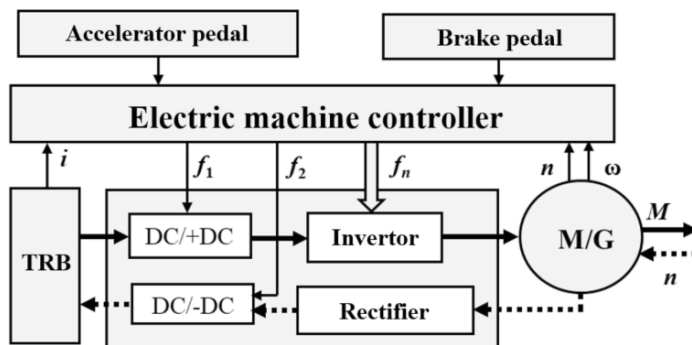 Accelerator pedal
Brake pedal
Electric machine controller
i
f1
f2
fn
n
ω
TRB
DC/+DC
Invertor
M/G
M
n
DC/-DC
Rectifier